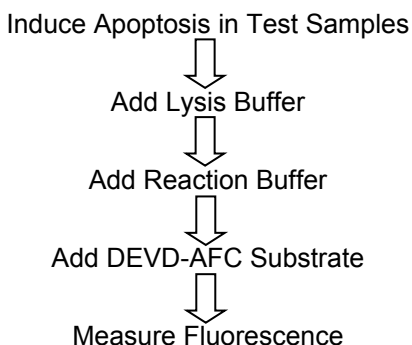 Induce Apoptosis in Test Samples
Add Lysis Buffer
Add Reaction Buffer
Add DEVD-AFC Substrate
Measure Fluorescence